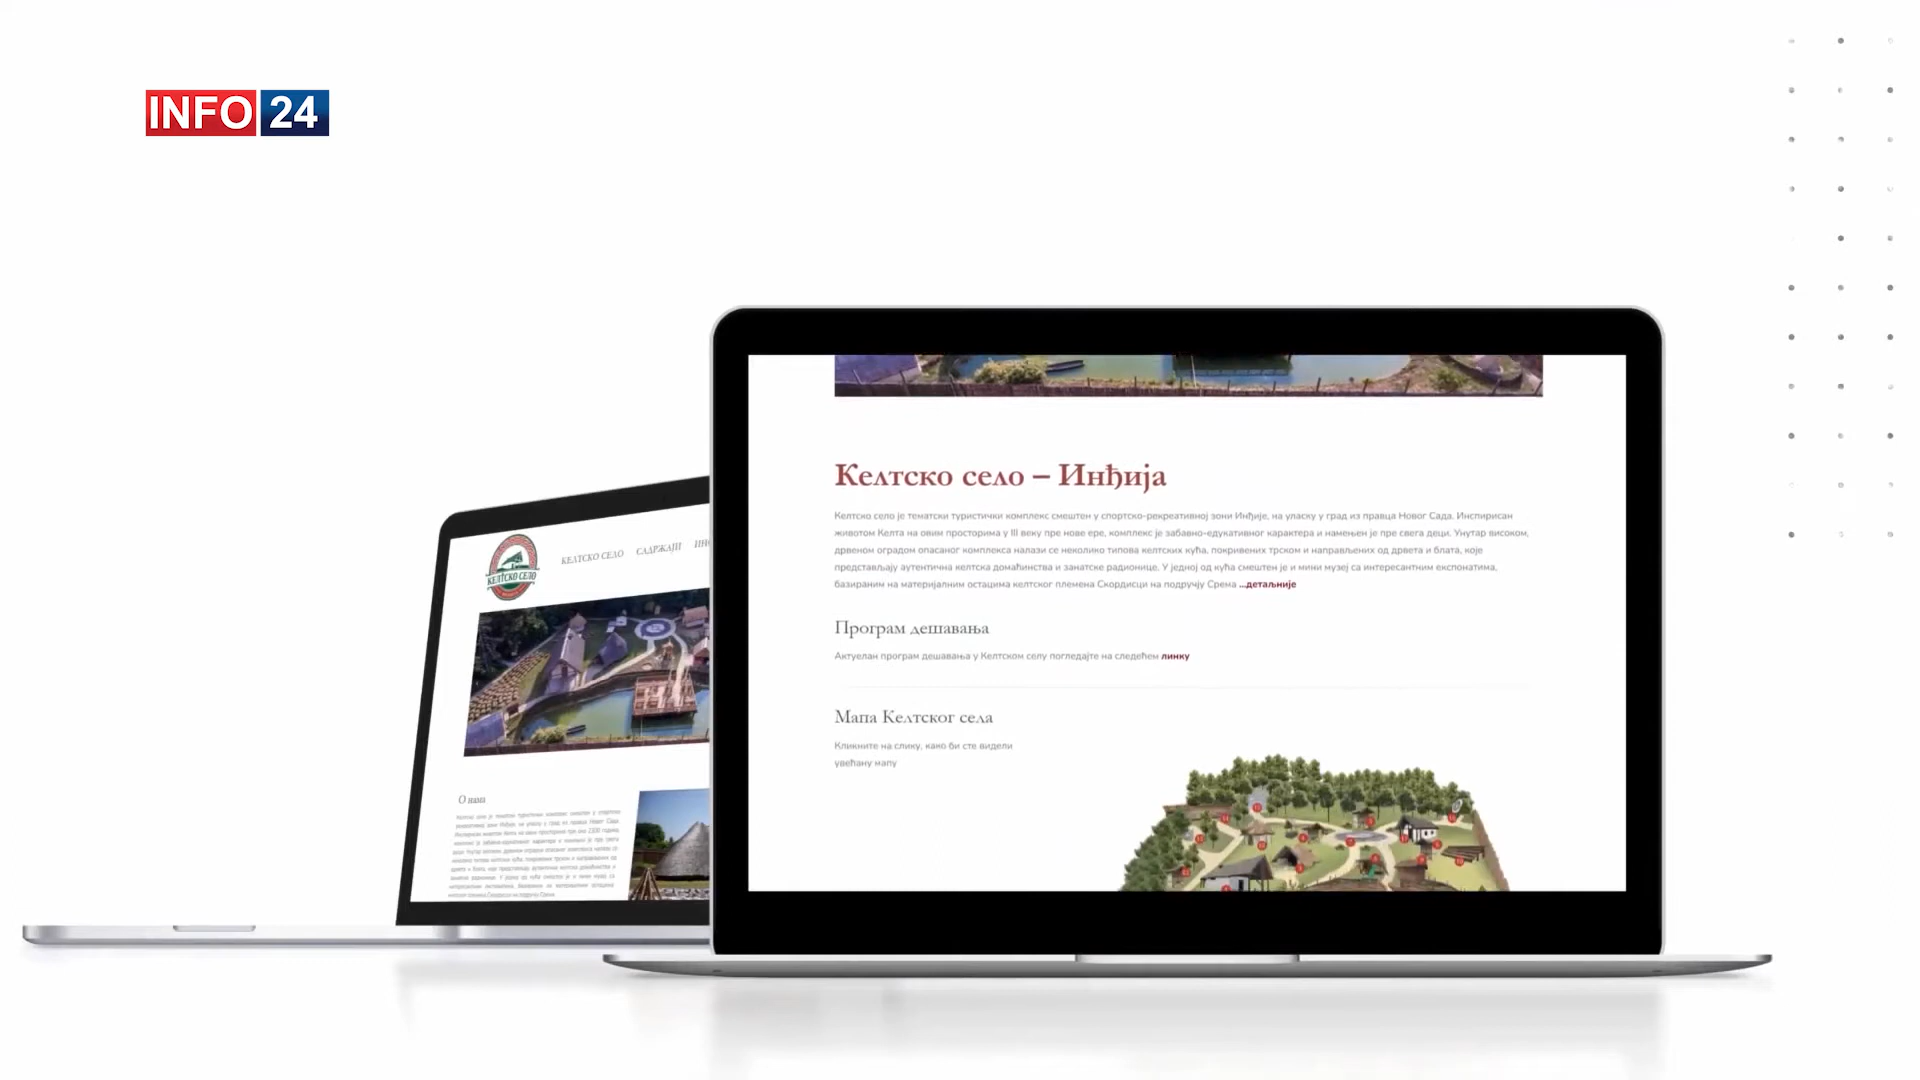 INFO 24
КЕЛТСКО СЕЛО САДРЖАЈИ
КЕЛТСКО СЕЛО
О нама
Келтско село – Инђија
Келтско село је тематски туристички комплекс смештен у спортско-рекреативној зони Инђије, на уласку у град из правца Новог Сада. Инспирисан
животом Келта на овим просторима у III веку пре нове ере, комплекс је забавно-едукативног карактера и намењен је пре свега деци. Унутар високом,
дрвеном оградом опасаног комплекса налази се неколико типова келтских кућа, покривених трском и направљених од дрвета и блата, које
представљају аутентична келтска домаћинства и занатске радионице. У једној од кућа смештен је и мини музеј са интересантним експонатима,
базираним на материјалним остацима келтског племена Скордисци на подручју Срема ...детаљније
Програм дешавања
Актуелан програм дешавања у Келтском селу погледајте на следећем линку
Мапа Келтског села
Кликните на слику, како би сте видели
увећану мапу